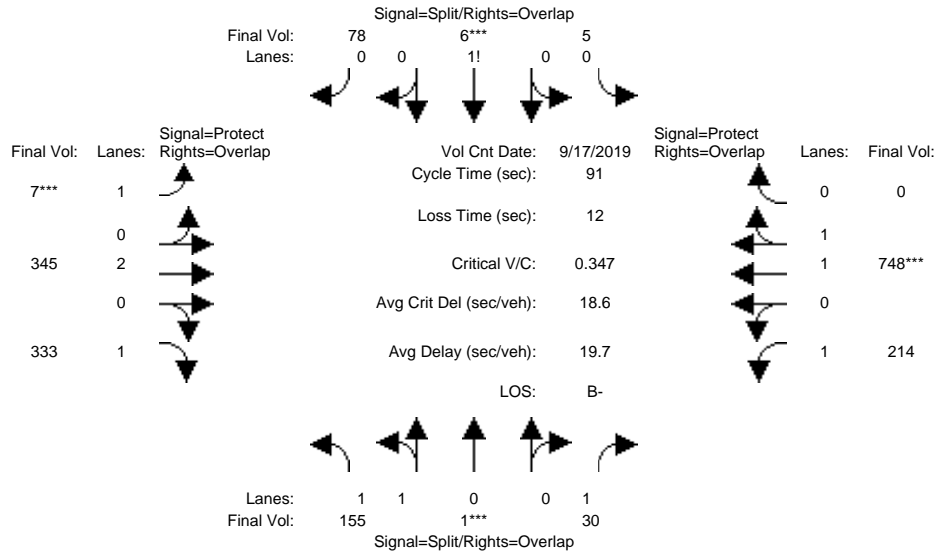 Signal=Split/Rights=Overlap
Final Vol: 78 6*** 5
Lanes: 0 0 1! 0 0
Signal=Protect Signal=Protect
Final Vol: Lanes: Rights=Overlap Vol Cnt Date: 9/17/2019 Rights=Overlap Lanes: Final Vol:
Cycle Time (sec): 91
7*** 1 0 0
Loss Time (sec): 12
0 1
345 2 Critical V/C: 0.347 1 748***
0 Avg Crit Del (sec/veh): 18.6 0
333 1 Avg Delay (sec/veh): 19.7 1 214
LOS: B-
Lanes: 1 1 0 0 1
Final Vol: 155 1*** 30
Signal=Split/Rights=Overlap